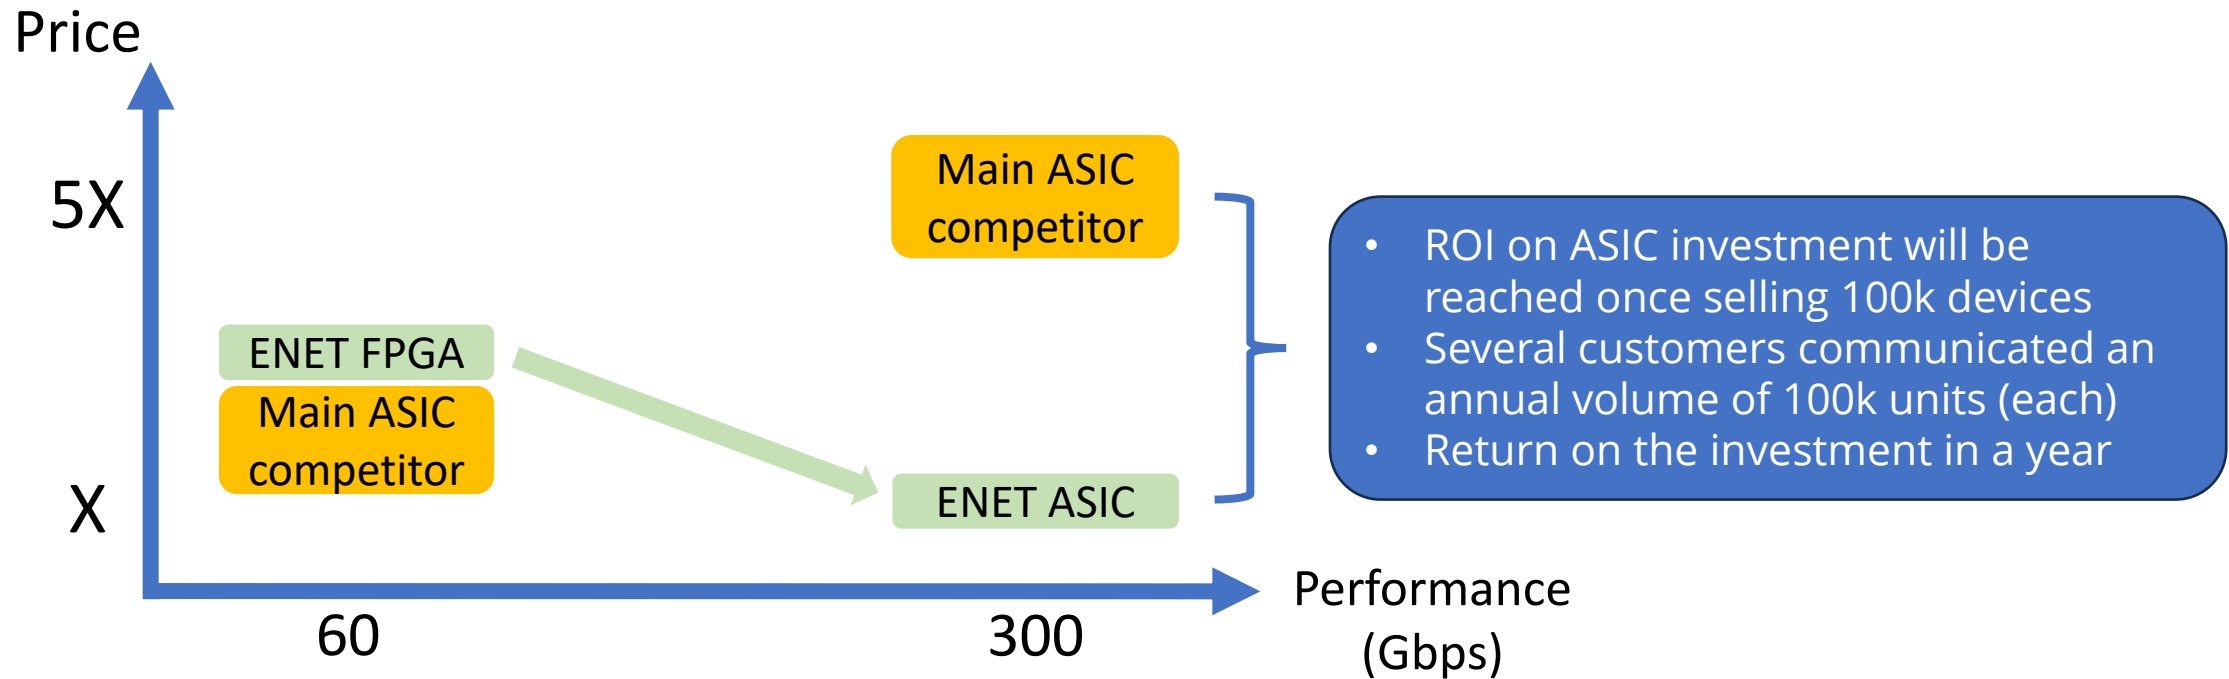 Price
5X
X
ENET FPGA
Main ASIC
competitor
Main ASIC
competitor
ENET ASIC
• ROI on ASIC investment will be
reached once selling 100k devices
• Several customers communicated an
annual volume of 100k units (each)
• Return on the investment in a year
60
300
Performance
(Gbps)